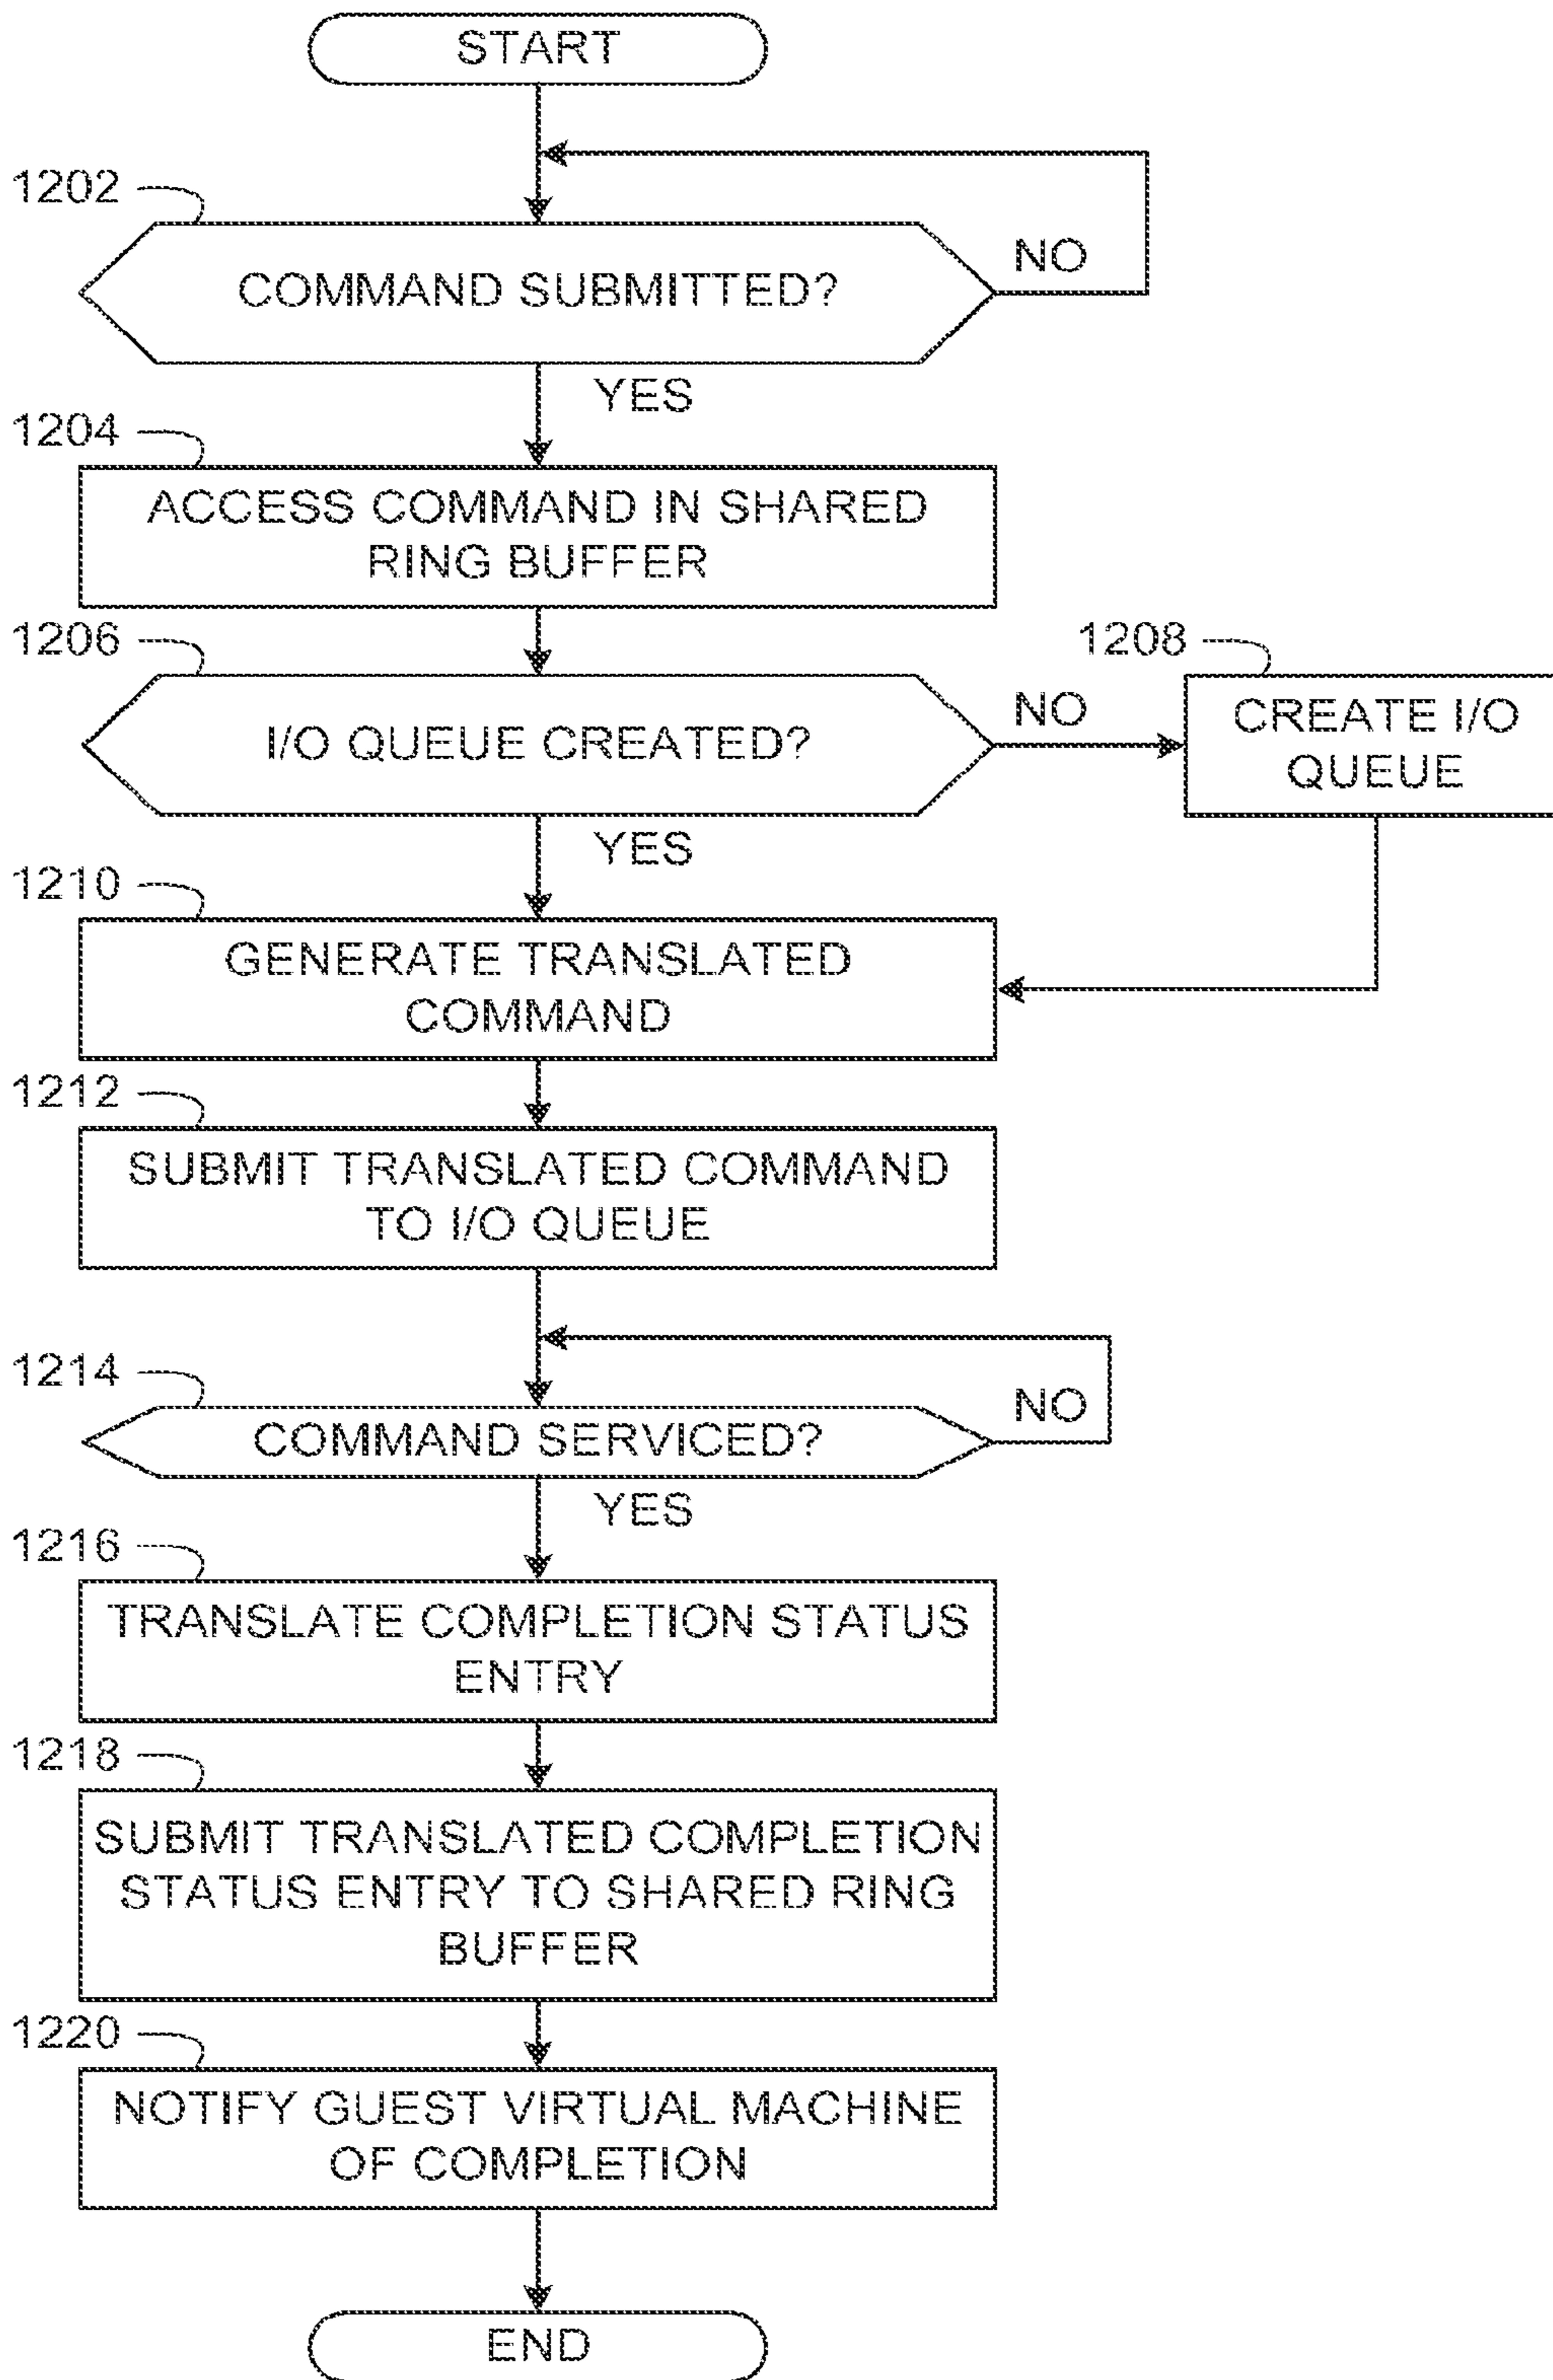 START
1202
NO
COMMAND SUBMITTED?
YES
1204
ACCESS COMMAND IN SHARED
RING BUFFER
1206
1208
NO
I/O QUEUE CREATED?
CREATE I/O
QUEUE
YES
1210
GENERATE TRANSLATED
COMMAND
1212
SUBMIT TRANSLATED COMMAND
TO I/O QUEUE
1214
NO
COMMAND SERVICED?
YES
1216
TRANSLATE COMPLETION STATUS
ENTRY
1218
SUBMIT TRANSLATED COMPLETION
STATUS ENTRY TO SHARED RING
BUFFER
1220
NOTIFY GUEST VIRTUAL MACHINE
OF COMPLETION
END